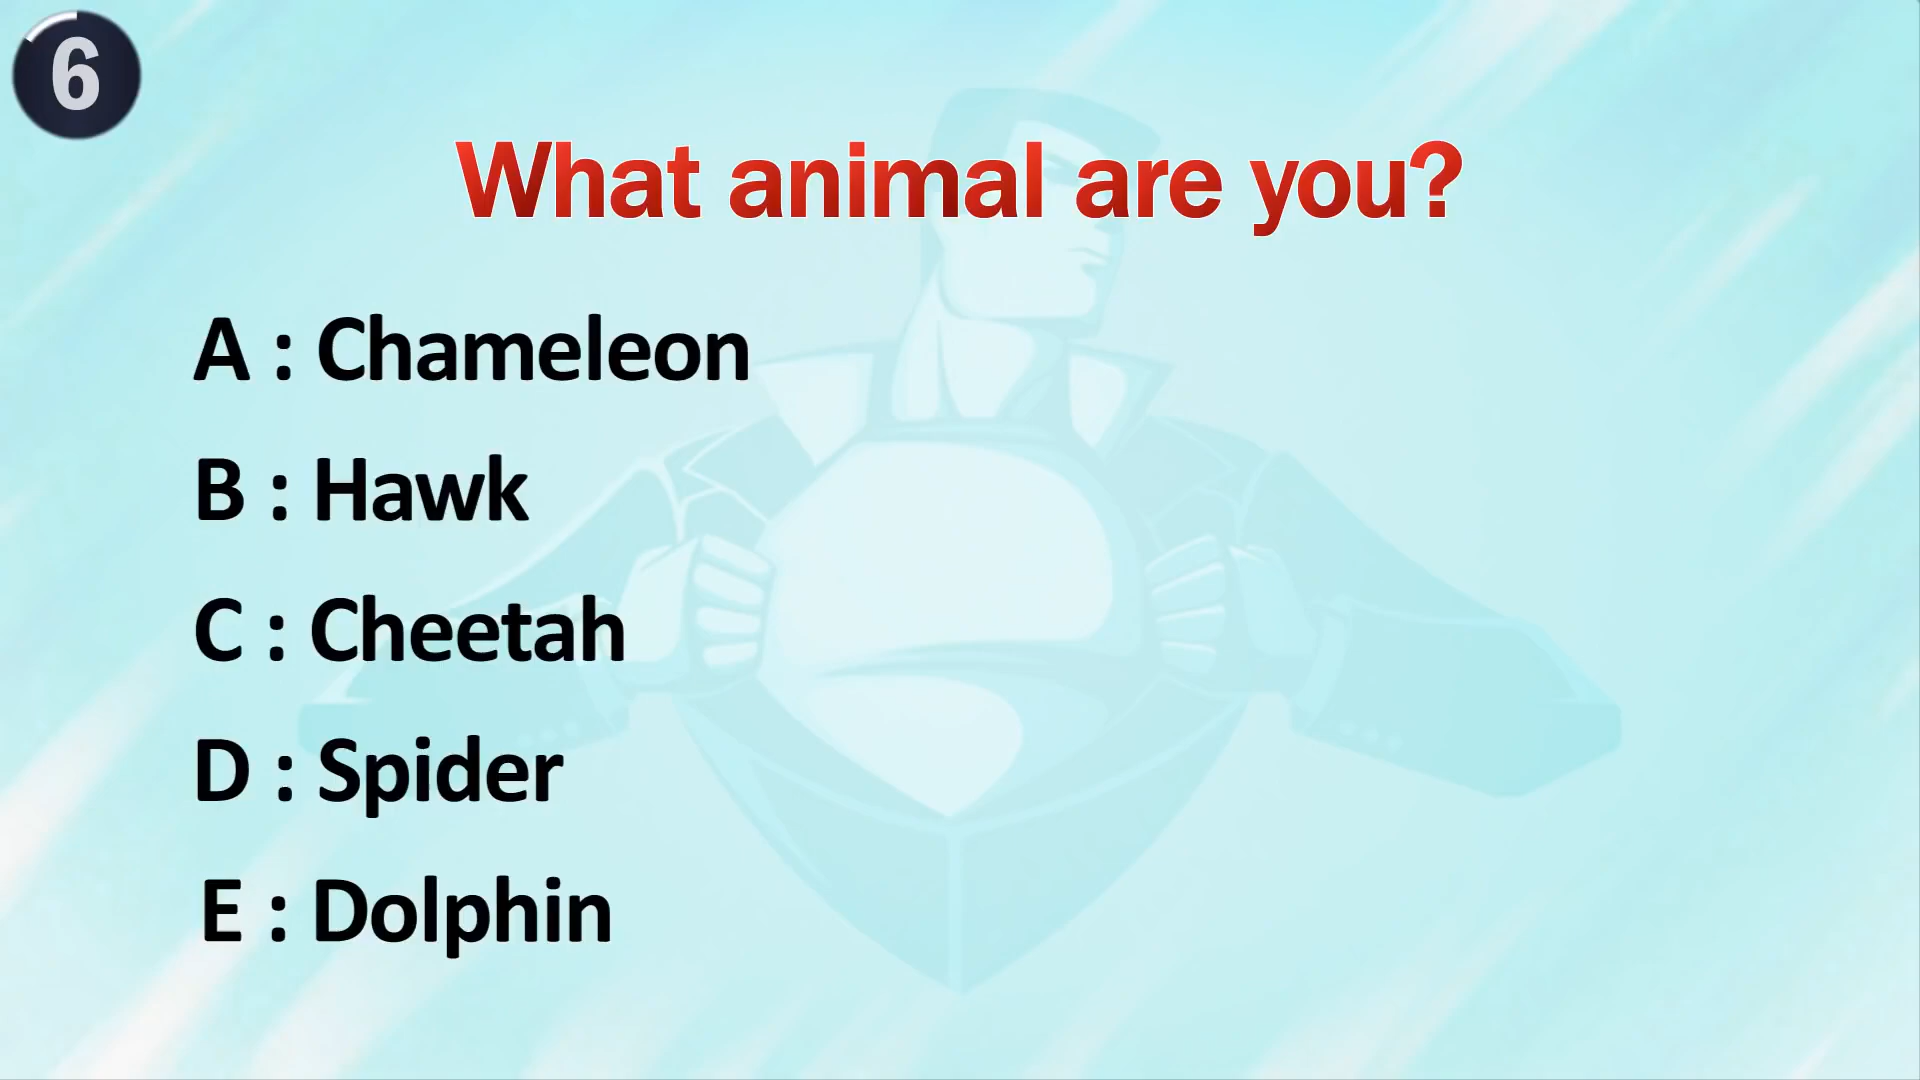 6
What animal are you?
A : Chameleon
B : Hawk
C : Cheetah
D : Spider
E : Dolphin